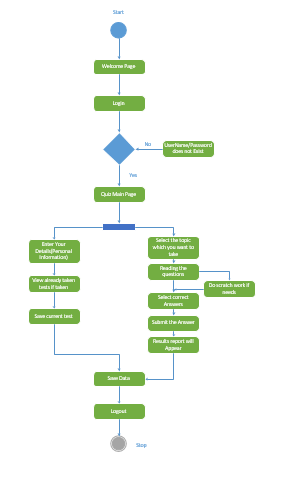 Start
Welcome Page
Login
No
UserName/Password
does not Exist
Yes
Quiz Main Page
Enter Your
Details(Personal
Information)
Select the topic
which you want to
take
Reading the
questions
View already taken
tests if taken
Do scratch work if
needs
Select correct
Answers
Save current test
Submit the Answer
Results report will
Appear
Save Data
Logout
Stop